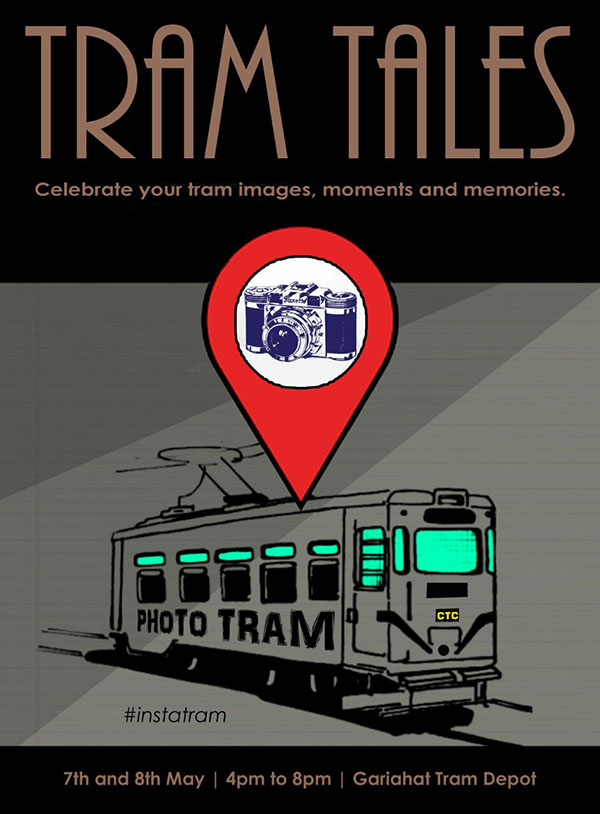 TRAM TALES
Celebrate your tram images, moments and memories.
PHOTO TRAM
CTC
#instatram
7th and 8th May | 4pm to 8pm | Gariahat Tram Depot